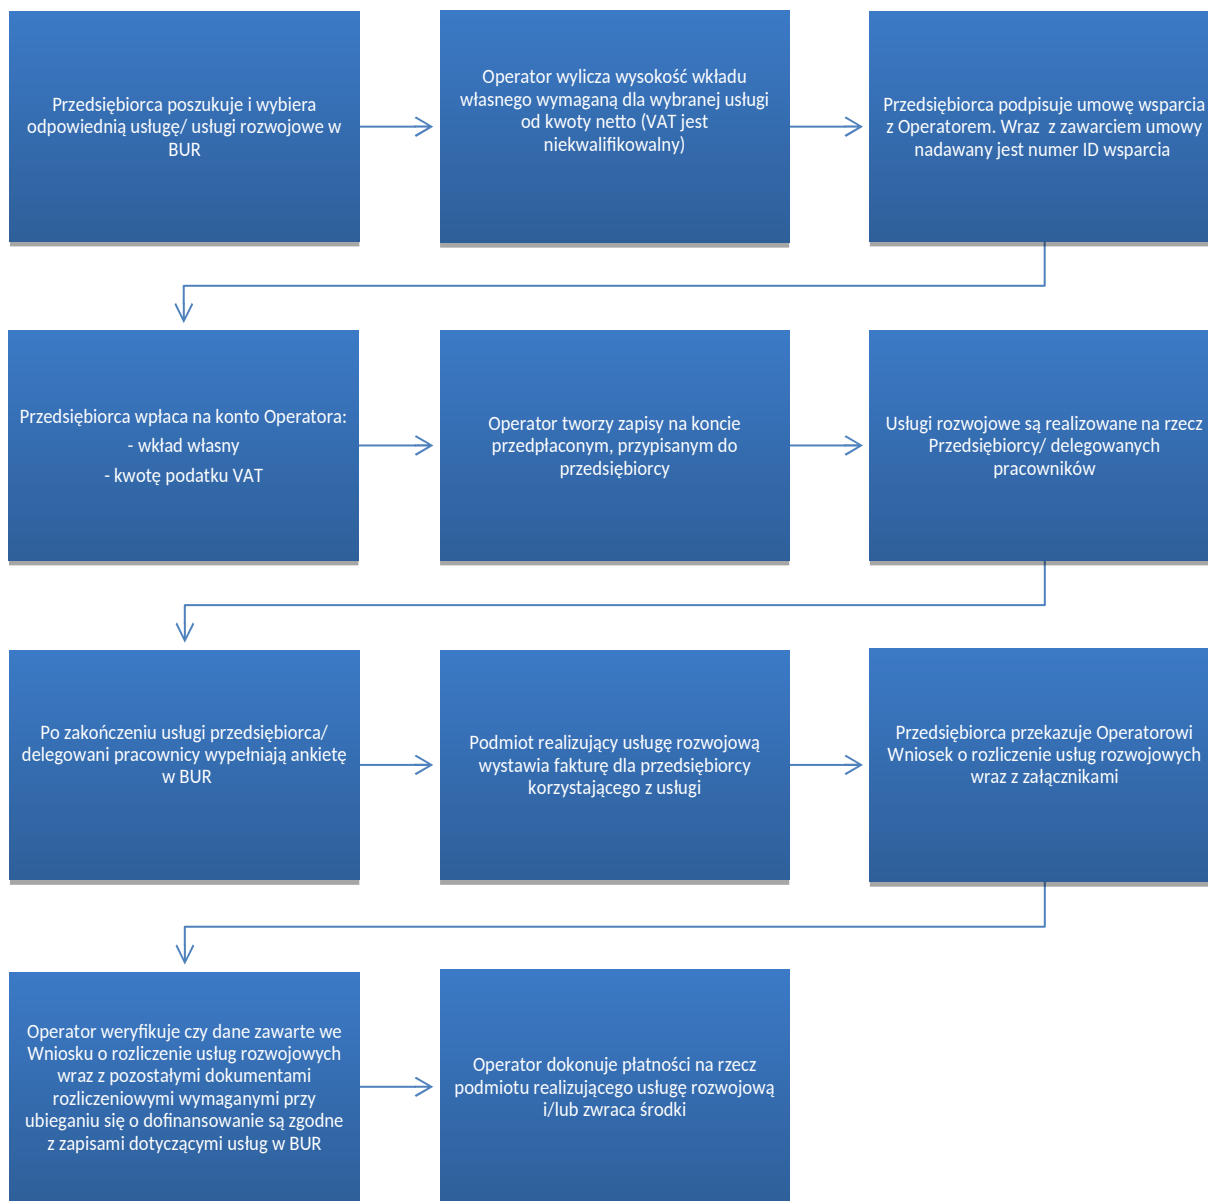 Przedsiębiorca poszukuje i wybiera
odpowiednią usługę/ usługi rozwojowe w
BUR
Operator wylicza wysokość wkładu
własnego wymaganą dla wybranej usługi
od kwoty netto (VAT jest
niekwalifikowalny)
Przedsiębiorca podpisuje umowę wsparcia
z Operatorem. Wraz  z zawarciem umowy
nadawany jest numer ID wsparcia
Przedsiębiorca wpłaca na konto Operatora:
- wkład własny
- kwotę podatku VAT
Operator tworzy zapisy na koncie
przedpłaconym, przypisanym do
przedsiębiorcy
Usługi rozwojowe są realizowane na rzecz
Przedsiębiorcy/ delegowanych
pracowników
Po zakończeniu usługi przedsiębiorca/
delegowani pracownicy wypełniają ankietę
w BUR
Podmiot realizujący usługę rozwojową
wystawia fakturę dla przedsiębiorcy
korzystającego z usługi
Przedsiębiorca przekazuje Operatorowi
Wniosek o rozliczenie usług rozwojowych
wraz z załącznikami
Operator weryfikuje czy dane zawarte we
Wniosku o rozliczenie usług rozwojowych
wraz z pozostałymi dokumentami
rozliczeniowymi wymaganymi przy
ubieganiu się o dofinansowanie są zgodne
z zapisami dotyczącymi usług w BUR
Operator dokonuje płatności na rzecz
podmiotu realizującego usługę rozwojową
i/lub zwraca środki